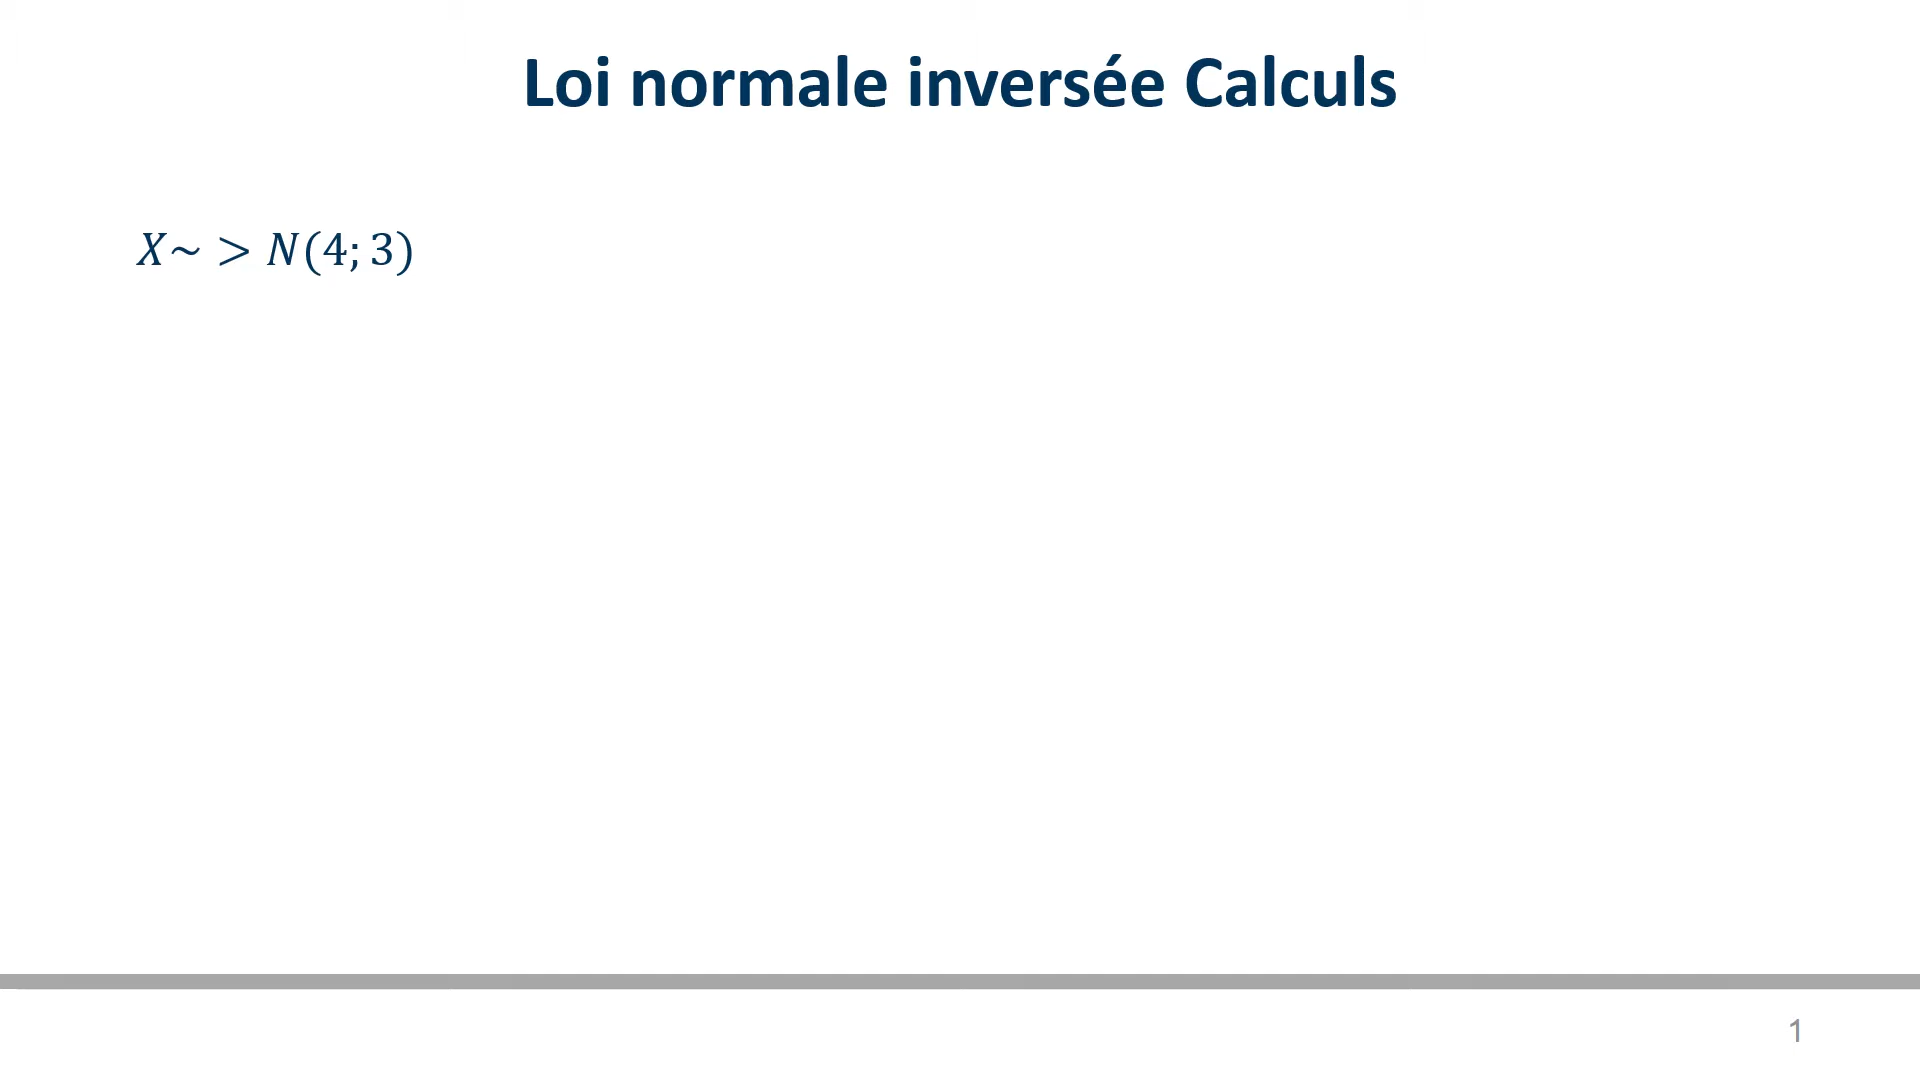 Loi normale inversée Calculs
X~ > N(4; 3)
1